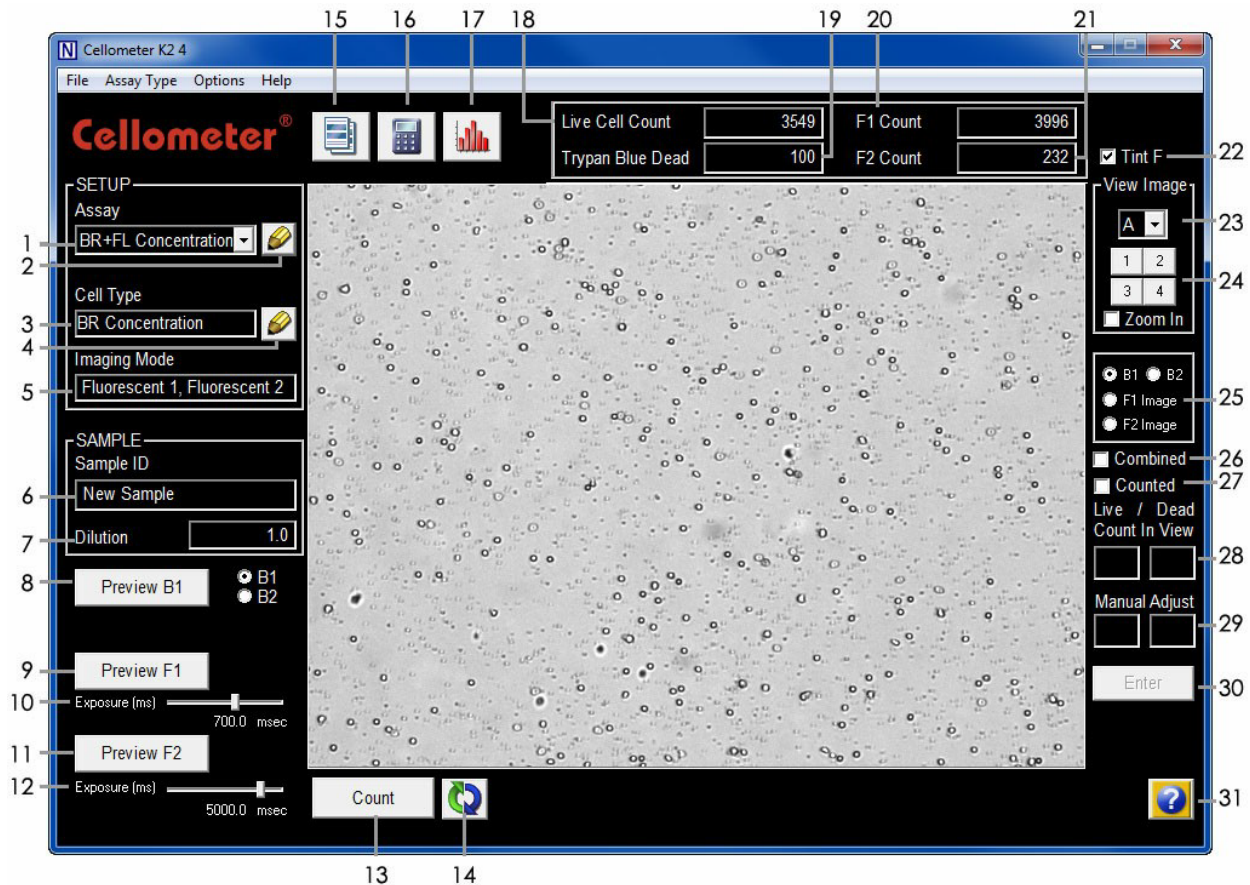 15 16 17 18 19 20 21
N Cellometer K2 4
File Assay Type Options Help
Cellometer®
Live Cell Count 3549 F1 Count 3996
Trypan Blue Dead 100 F2 Count 232
Tint F 22
SETUP
View Image
Assay
A 23
1 BR+FL Concentration
2
1 2
24
3 4
Cell Type
3 BR Concentration
Zoom In
4
Imaging Mode
5 Fluorescent 1, Fluorescent 2
B1 B2
F1 Image 25
F2 Image
SAMPLE
Sample ID
Combined 26
6 New Sample
Counted 27
Live / Dead
Count In View
7 Dilution 1.0
28
8 Preview B1
B1
B2
Manual Adjust
29
9 Preview F1
Enter 30
10 Exposure (ms)
700.0 msec
11 Preview F2
12 Exposure (ms)
5000.0 msec
Count
? 31
13 14